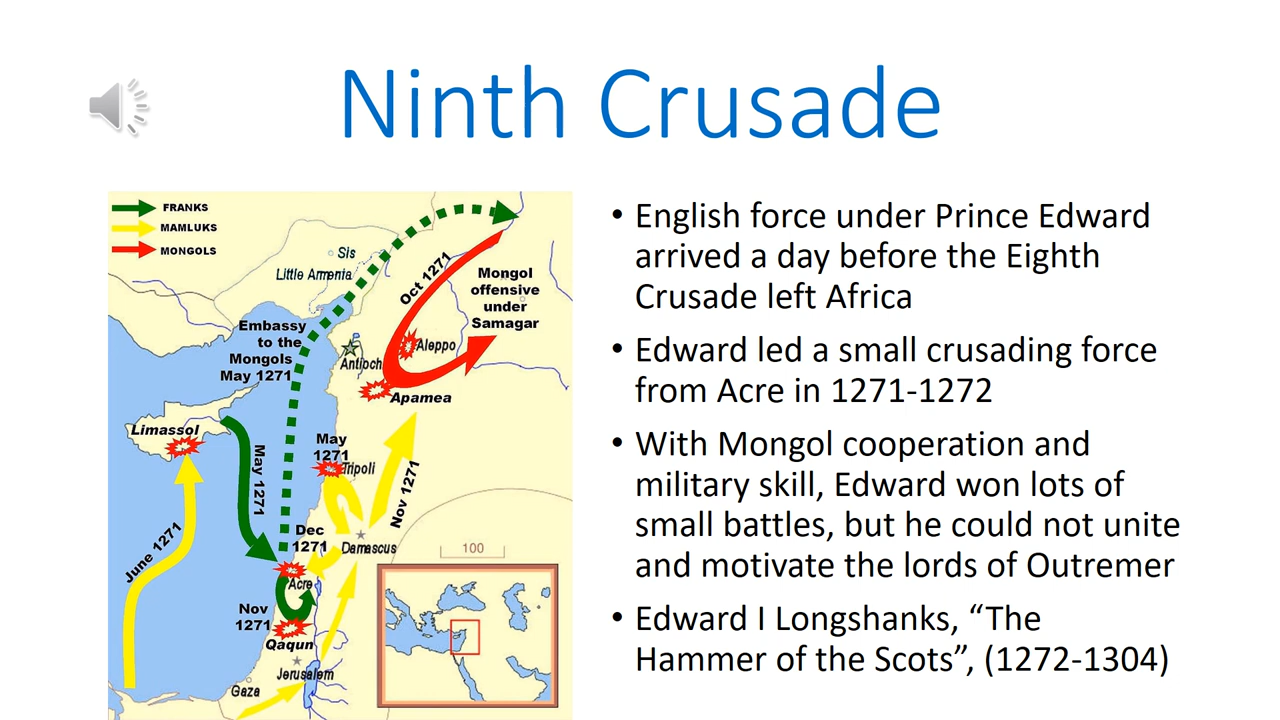 Ninth Crusade
FRANKS
MAMLUKS
MONGOLS
Sis
Little Armenia
Oct 1271
Mongol
offensive
under
Samagar
Embassy
to the
Mongols
May 1271
Antioch
Aleppo
Apamea
Limassol
May 1271
May
1271
Tripoli
Nov 1271
June 1271
Dec
1271
Damascus
100
Acre
Nov
1271
Qaqun
Jerusalem
Gaza
• English force under Prince Edward
arrived a day before the Eighth
Crusade left Africa
• Edward led a small crusading force
from Acre in 1271-1272
• With Mongol cooperation and
military skill, Edward won lots of
small battles, but he could not unite
and motivate the lords of Outremer
• Edward I Longshanks, “The
Hammer of the Scots”, (1272-1304)